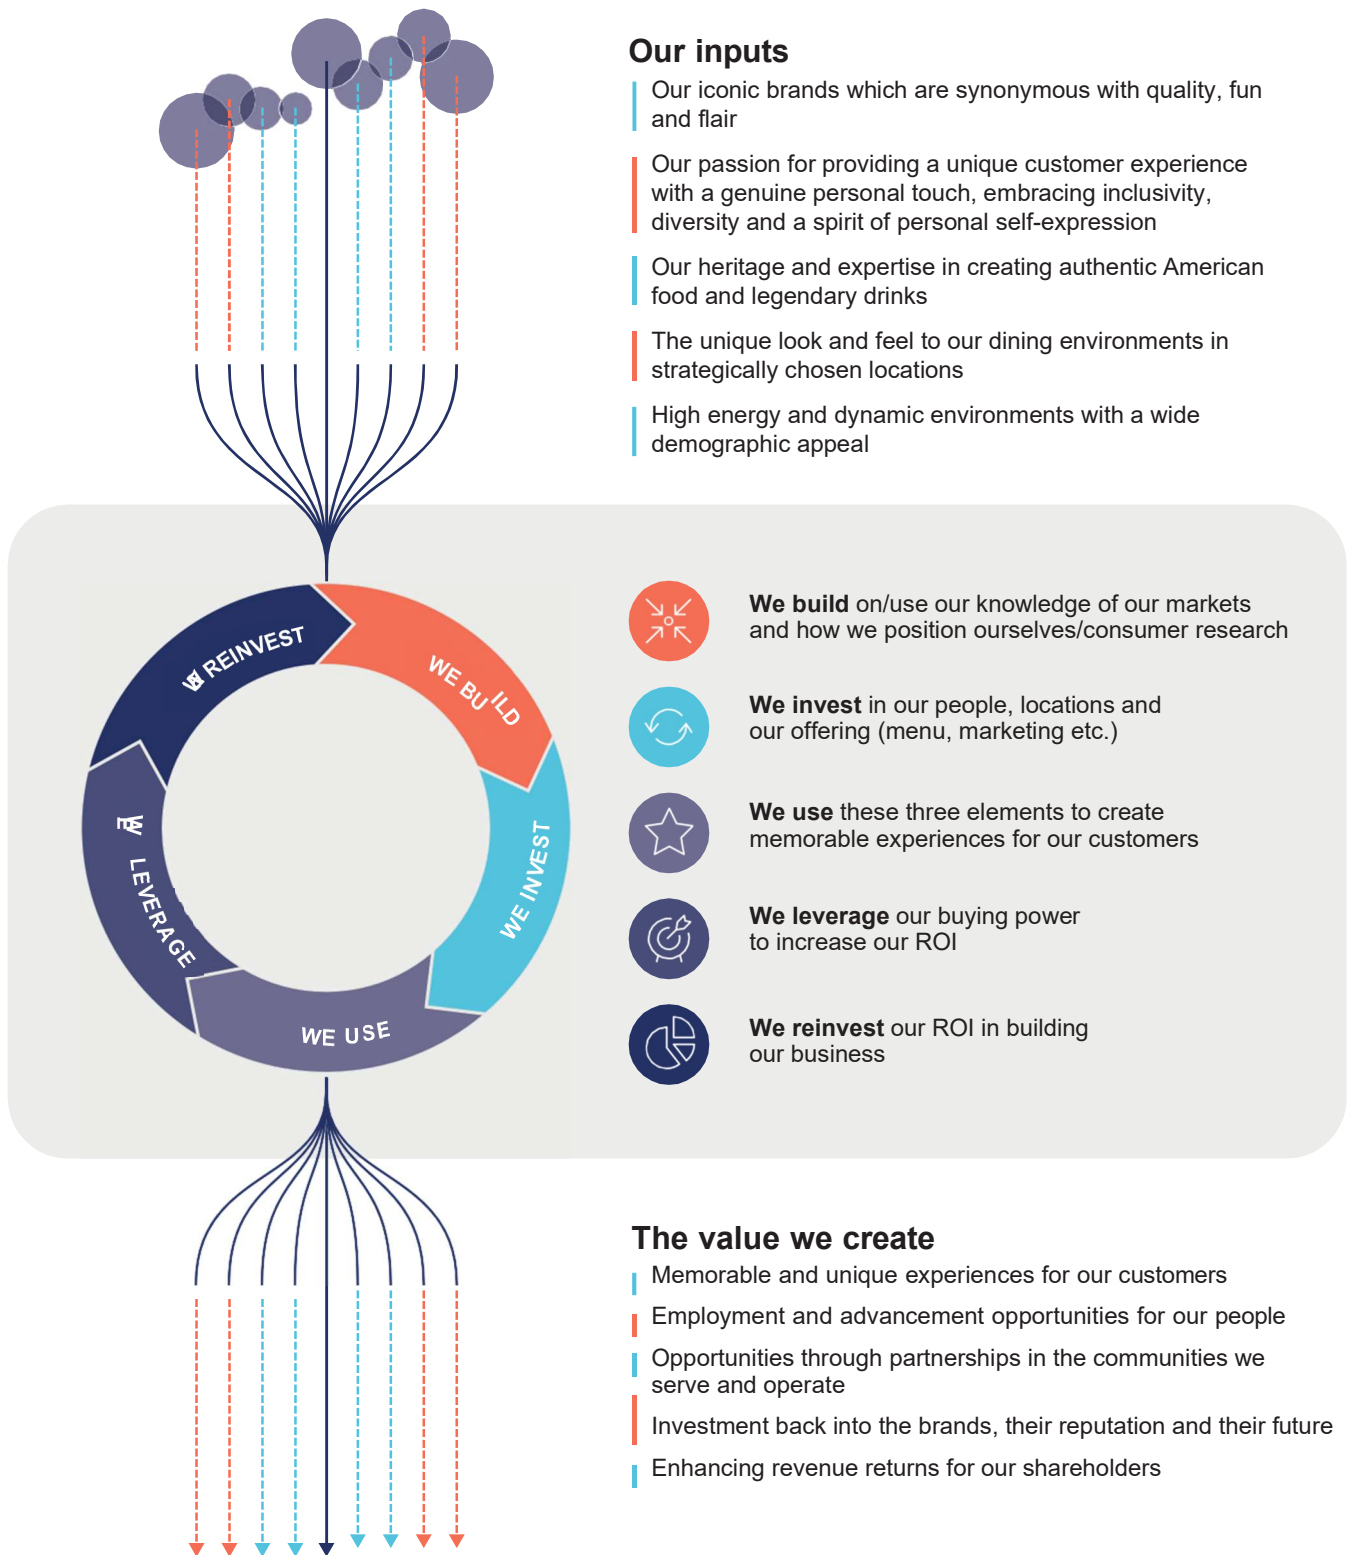 Our inputs
Our iconic brands which are synonymous with quality, fun
and flair
Our passion for providing a unique customer experience
with a genuine personal touch, embracing inclusivity,
diversity and a spirit of personal self-expression
Our heritage and expertise in creating authentic American
food and legendary drinks
The unique look and feel to our dining environments in
strategically chosen locations
High energy and dynamic environments with a wide
demographic appeal
WE REINVEST
WE BUILD
WE INVEST
WE USE
WE LEVERAGE
We build on/use our knowledge of our markets
and how we position ourselves/consumer research
We invest in our people, locations and
our offering (menu, marketing etc.)
We use these three elements to create
memorable experiences for our customers
We leverage our buying power
to increase our ROI
We reinvest our ROI in building
our business
The value we create
Memorable and unique experiences for our customers
Employment and advancement opportunities for our people
Opportunities through partnerships in the communities we
serve and operate
Investment back into the brands, their reputation and their future
Enhancing revenue returns for our shareholders